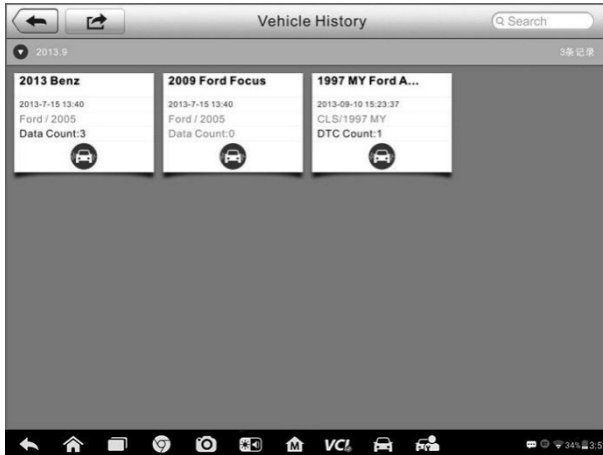 Vehicle History
Search
2013.9
3条记录
2013 Benz
2013-7-15 13:40
Ford / 2005
Data Count:3
2009 Ford Focus
2013-7-15 13:40
Ford / 2005
Data Count:0
1997 MY Ford A...
2013-09-10 15:23:37
CLS/1997 MY
DTC Count:1
M
VCI
34%
3:5